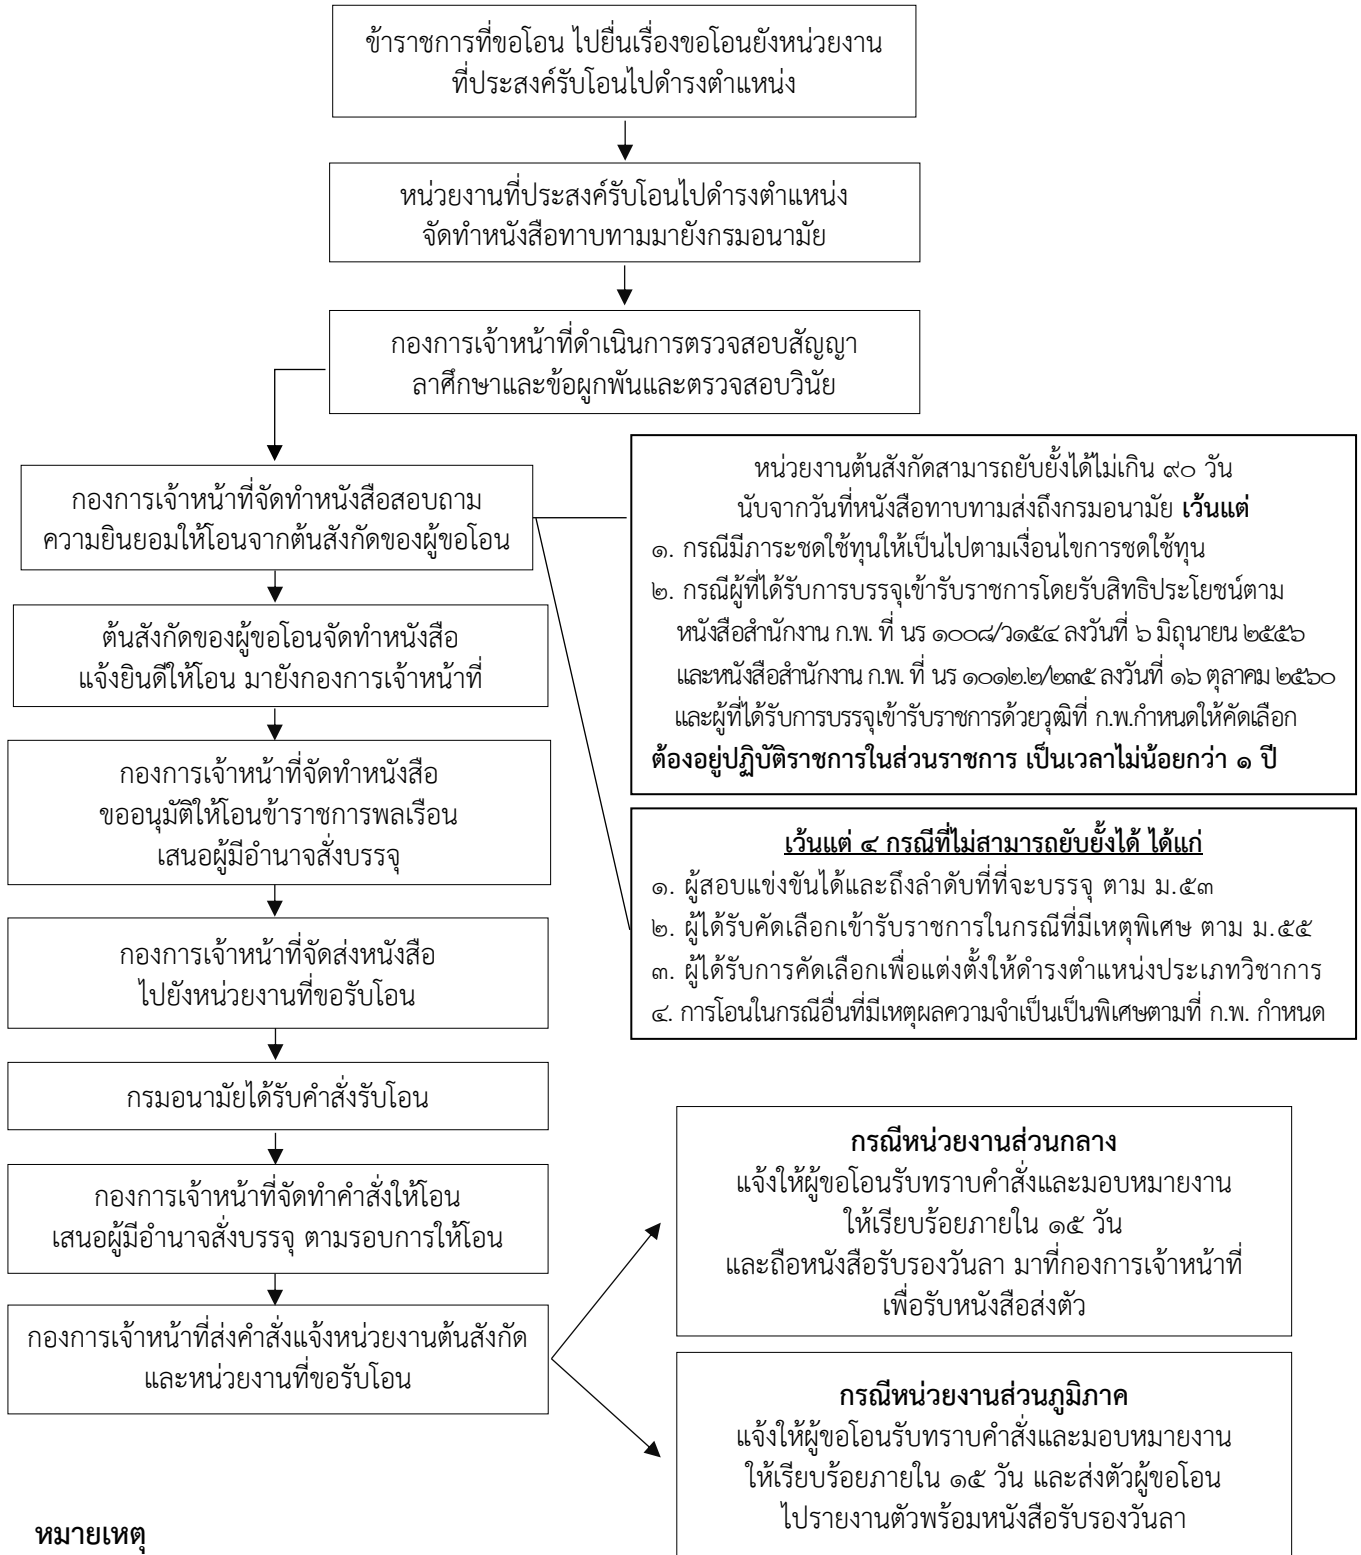 ข้าราชการที่ขอโอน ไปยื่นเรื่องขอโอนยังหน่วยงาน
ที่ประสงค์รับโอนไปดำรงตำแหน่ง
หน่วยงานที่ประสงค์รับโอนไปดำรงตำแหน่ง
จัดทำหนังสือทาบทามมายังกรมอนามัย
กองการเจ้าหน้าที่ดำเนินการตรวจสอบสัญญา
ลาศึกษาและข้อผูกพันและตรวจสอบวินัย
กองการเจ้าหน้าที่จัดทำหนังสือสอบถาม
ความยินยอมให้โอนจากต้นสังกัดของผู้ขอโอน
หน่วยงานต้นสังกัดสามารถยับยั้งได้ไม่เกิน ๙๐ วัน
นับจากวันที่หนังสือทาบทามส่งถึงกรมอนามัย เว้นแต่
๑. กรณีมีภาระชดใช้ทุนให้เป็นไปตามเงื่อนไขการชดใช้ทุน
๒. กรณีผู้ที่ได้รับการบรรจุเข้ารับราชการโดยรับสิทธิประโยชน์ตาม
หนังสือสำนักงาน ก.พ. ที่ นร ๑๐๐๘/ว๑๕๔ ลงวันที่ ๖ มิถุนายน ๒๕๕๖
และหนังสือสำนักงาน ก.พ. ที่ นร ๑๐๑๒.๒/๒๓๕ ลงวันที่ ๑๖ ตุลาคม ๒๕๖๐
และผู้ที่ได้รับการบรรจุเข้ารับราชการด้วยวุฒิที่ ก.พ.กำหนดให้คัดเลือก
ต้องอยู่ปฏิบัติราชการในส่วนราชการ เป็นเวลาไม่น้อยกว่า ๑ ปี
เว้นแต่ ๔ กรณีที่ไม่สามารถยับยั้งได้ ได้แก่
๑. ผู้สอบแข่งขันได้และถึงลำดับที่ที่จะบรรจุ ตาม ม.๕๓
๒. ผู้ได้รับคัดเลือกเข้ารับราชการในกรณีที่มีเหตุพิเศษ ตาม ม.๕๕
๓. ผู้ได้รับการคัดเลือกเพื่อแต่งตั้งให้ดำรงตำแหน่งประเภทวิชาการ
๔. การโอนในกรณีอื่นที่มีเหตุผลความจำเป็นเป็นพิเศษตามที่ ก.พ. กำหนด
ต้นสังกัดของผู้ขอโอนจัดทำหนังสือ
แจ้งยินดีให้โอน มายังกองการเจ้าหน้าที่
กองการเจ้าหน้าที่จัดทำหนังสือ
ขออนุมัติให้โอนข้าราชการพลเรือน
เสนอผู้มีอำนาจสั่งบรรจุ
กองการเจ้าหน้าที่จัดส่งหนังสือ
ไปยังหน่วยงานที่ขอรับโอน
กรมอนามัยได้รับคำสั่งรับโอน
กองการเจ้าหน้าที่จัดทำคำสั่งให้โอน
เสนอผู้มีอำนาจสั่งบรรจุ ตามรอบการให้โอน
กองการเจ้าหน้าที่ส่งคำสั่งแจ้งหน่วยงานต้นสังกัด
และหน่วยงานที่ขอรับโอน
กรณีหน่วยงานส่วนกลาง
แจ้งให้ผู้ขอโอนรับทราบคำสั่งและมอบหมายงาน
ให้เรียบร้อยภายใน ๑๕ วัน
และถือหนังสือรับรองวันลา มาที่กองการเจ้าหน้าที่
เพื่อรับหนังสือส่งตัว
กรณีหน่วยงานส่วนภูมิภาค
แจ้งให้ผู้ขอโอนรับทราบคำสั่งและมอบหมายงาน
ให้เรียบร้อยภายใน ๑๕ วัน และส่งตัวผู้ขอโอน
ไปรายงานตัวพร้อมหนังสือรับรองวันลา
หมายเหตุ